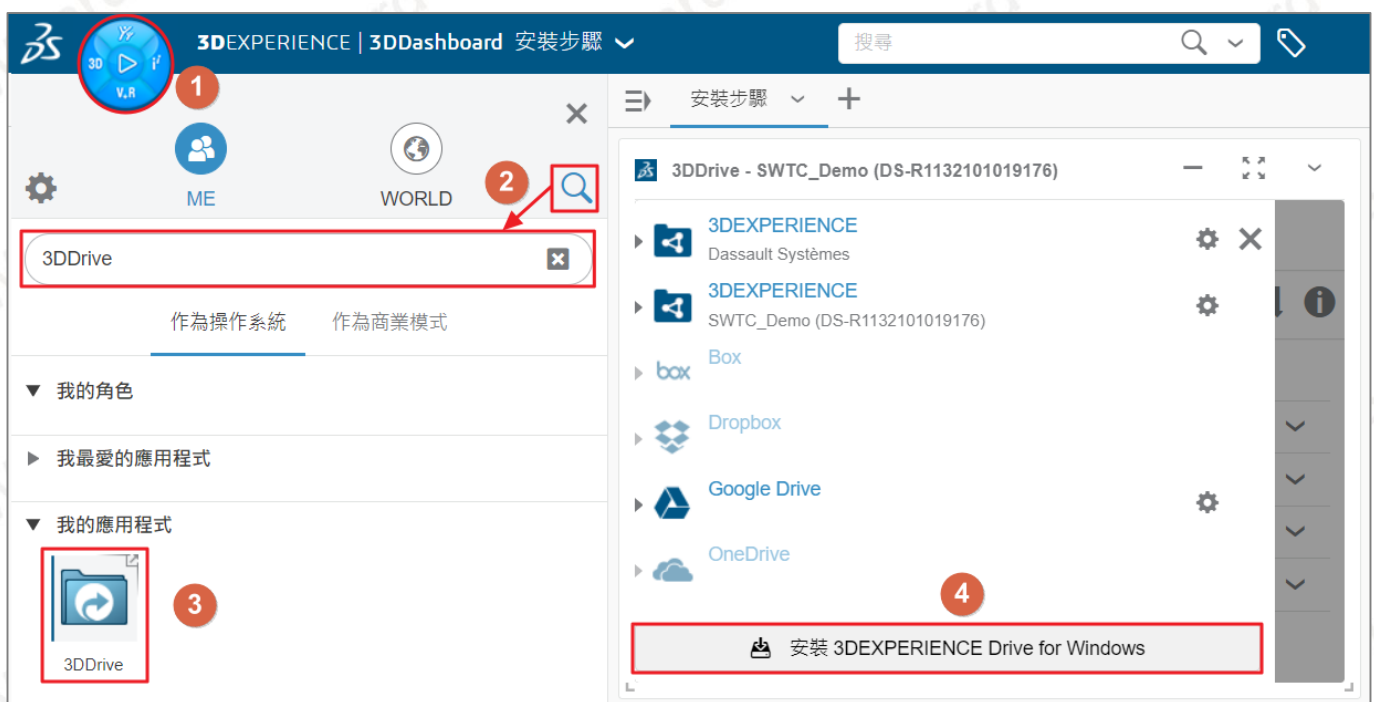 3DEXPERIENCE | 3DDashboard 安裝步驟
搜尋
3D
V.R
1
ME
WORLD
2
3DDrive
作為操作系統 作為商業模式
我的角色
我最愛的應用程式
我的應用程式
3DDrive
3
安裝步驟
3DDrive - SWTC_Demo (DS-R1132101019176)
3DEXPERIENCE
Dassault Systèmes
3DEXPERIENCE
SWTC_Demo (DS-R1132101019176)
box
Box
Dropbox
Google Drive
OneDrive
4
安裝 3DEXPERIENCE Drive for Windows